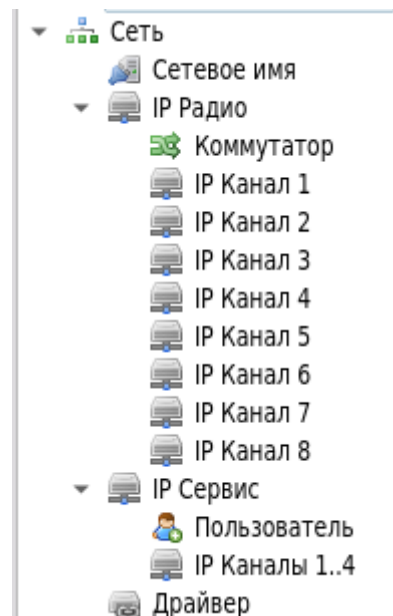 Сеть
Сетевое имя
IP Радио
Коммутатор
IP Канал 1
IP Канал 2
IP Канал 3
IP Канал 4
IP Канал 5
IP Канал 6
IP Канал 7
IP Канал 8
IP Сервис
Пользователь
IP Каналы 1..4
Драйвер